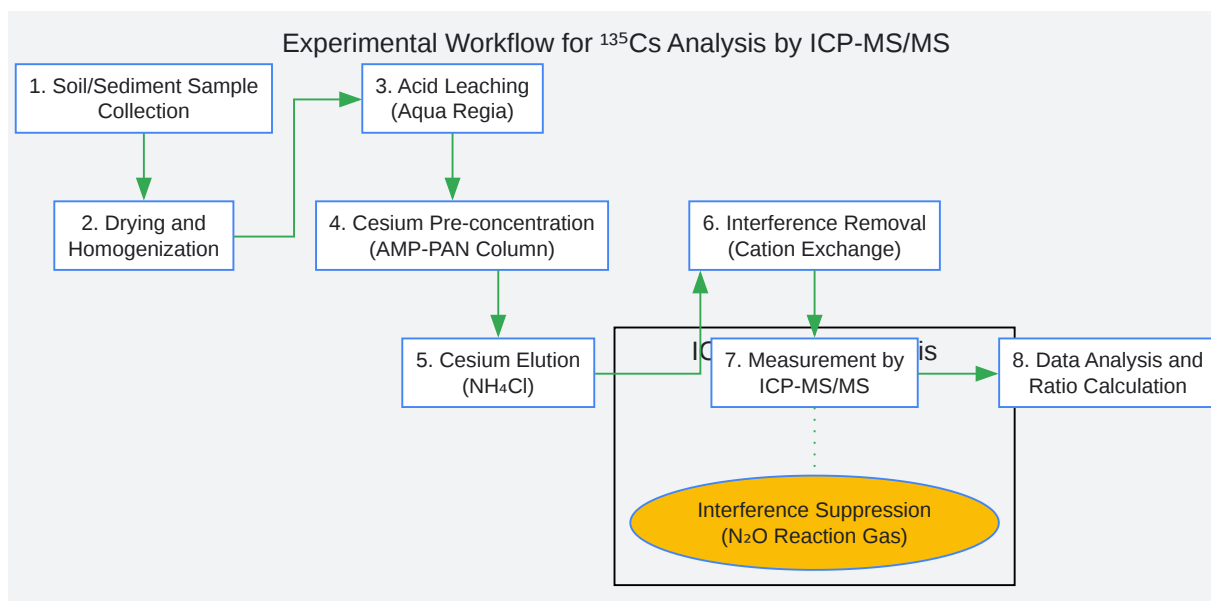 Experimental Workflow for ¹³⁵Cs Analysis by ICP-MS/MS
1. Soil/Sediment Sample
Collection
2. Drying and
Homogenization
3. Acid Leaching
(Aqua Regia)
4. Cesium Pre-concentration
(AMP-PAN Column)
5. Cesium Elution
(NH₄Cl)
6. Interference Removal
(Cation Exchange)
7. Measurement by
ICP-MS/MS
8. Data Analysis and
Ratio Calculation
Interference Suppression
(N₂O Reaction Gas)